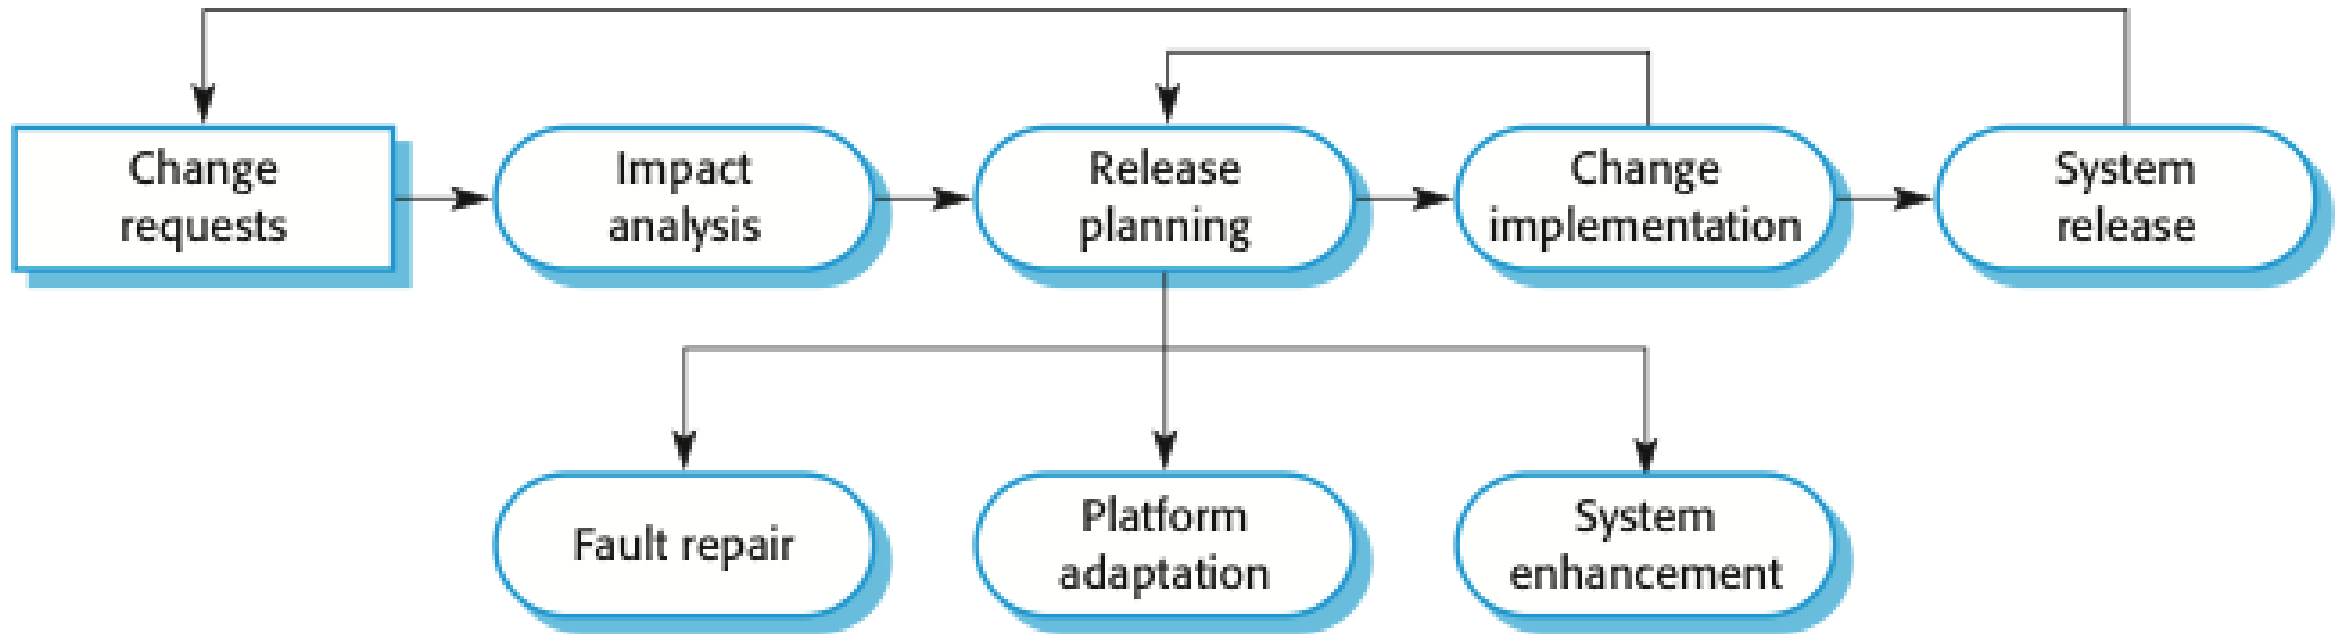 Change
requests
Impact
analysis
Release
planning
Change
implementation
System
release
Fault repair
Platform
adaptation
System
enhancement